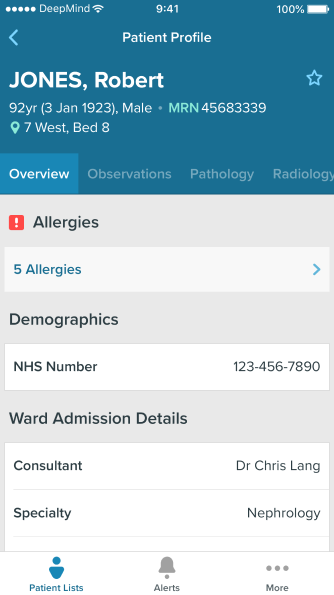 DeepMind 9:41 100%
Patient Profile
JONES, Robert
92yr (3 Jan 1923), Male • MRN 45683339
7 West, Bed 8
Overview Observations Pathology Radiology
Allergies
5 Allergies
Demographics
NHS Number 123-456-7890
Ward Admission Details
Consultant Dr Chris Lang
Specialty Nephrology
Patient Lists Alerts More